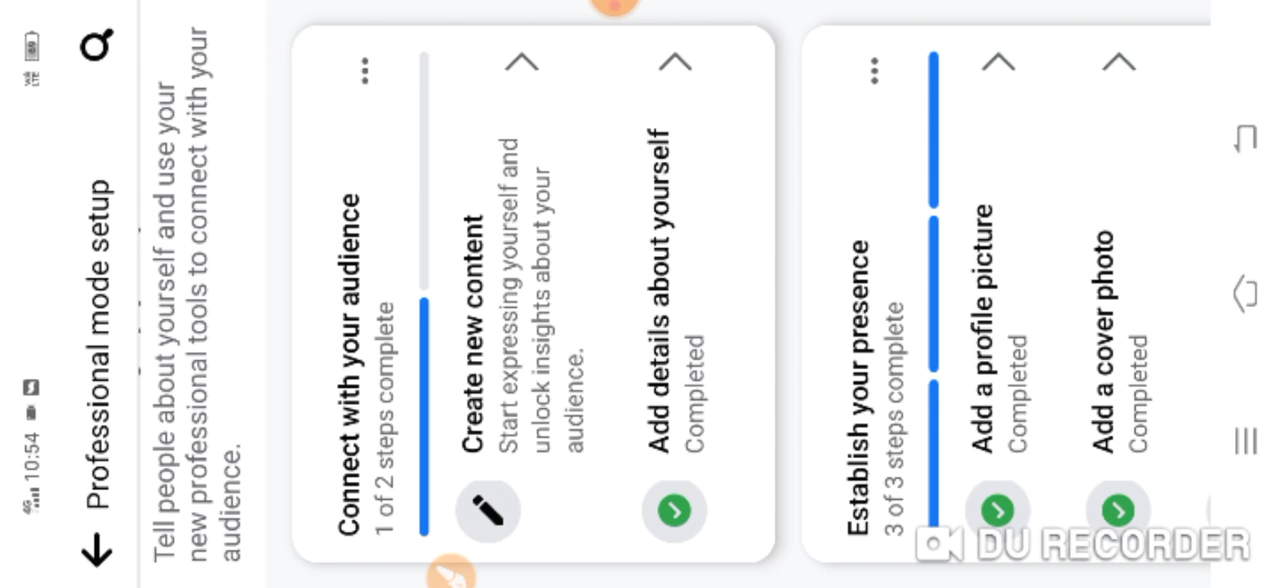 10:54
Professional mode setup
Tell people about yourself and use your
new professional tools to connect with your
audience.
Connect with your audience
1 of 2 steps complete
Create new content
Start expressing yourself and
unlock insights about your
audience.
Add details about yourself
Completed
Establish your presence
3 of 3 steps complete
Add a profile picture
Completed
Add a cover photo
Completed
DU RECORDER